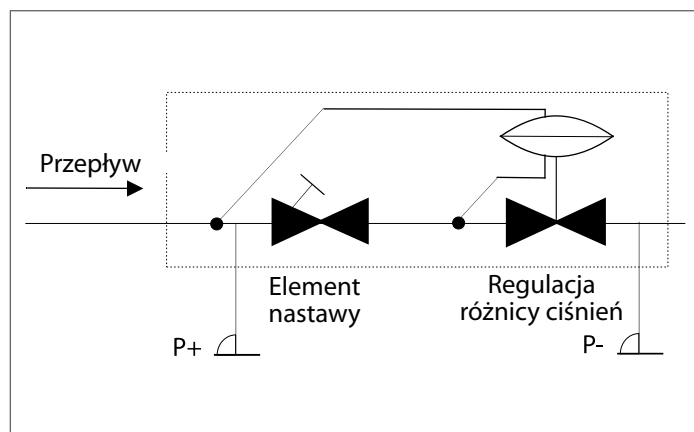 Przepływ
Element
nastawy
Regulacja
różnicy ciśnień
P+
P-